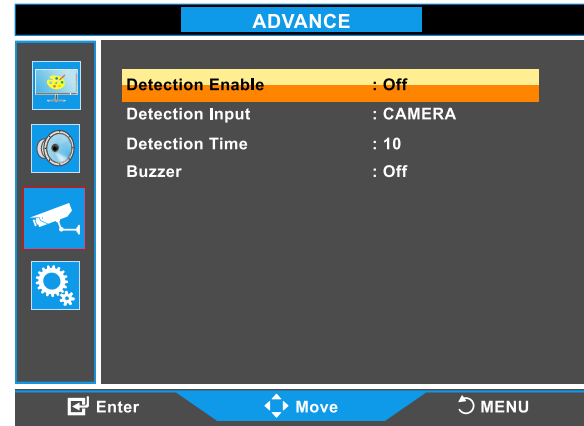 ADVANCE
Detection Enable : Off
Detection Input : CAMERA
Detection Time : 10
Buzzer : Off
Enter Move MENU